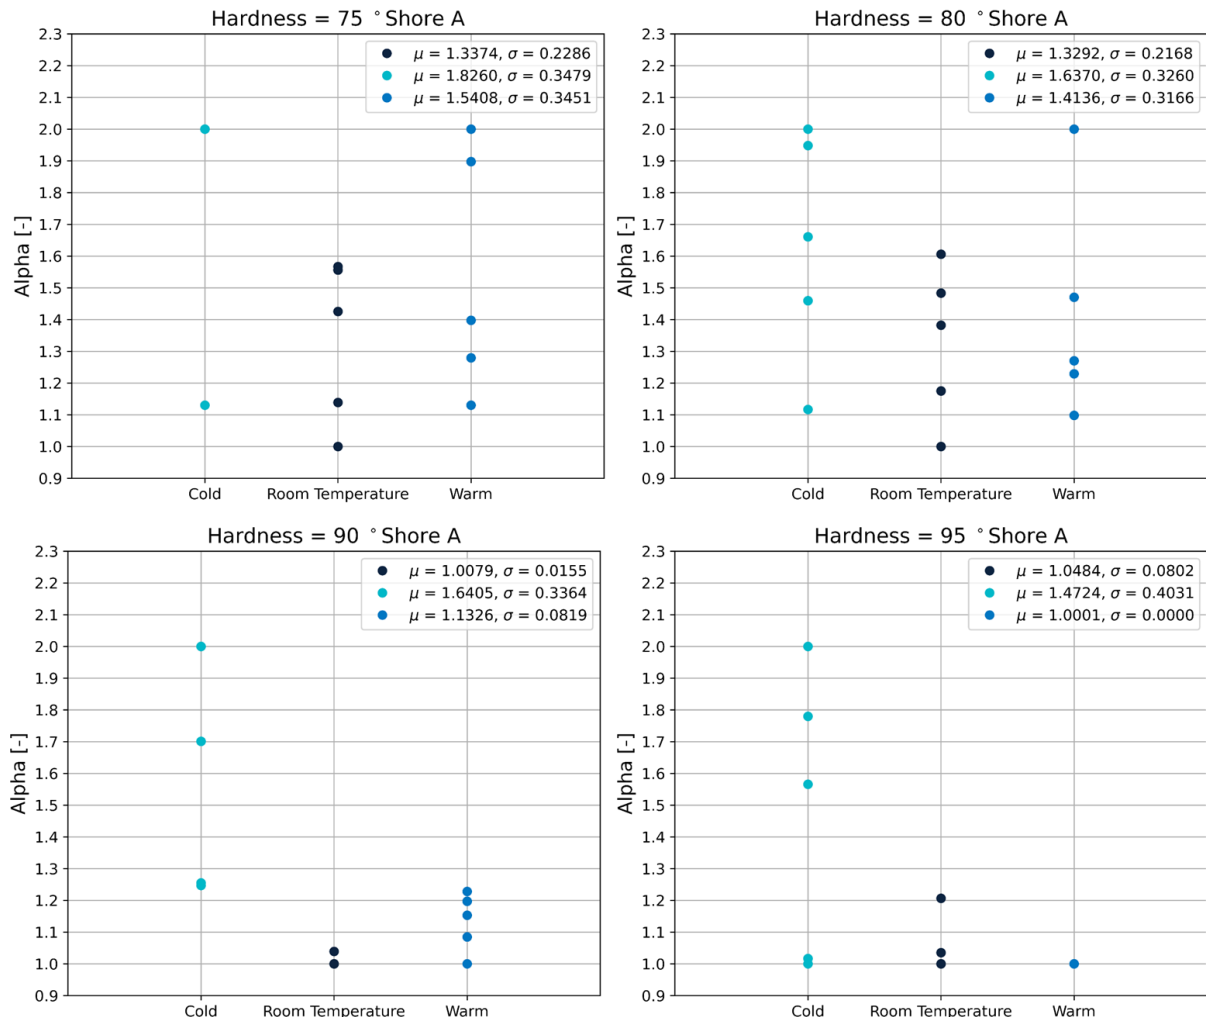 Hardness = 75 °Shore A
μ = 1.3374, σ = 0.2286
μ = 1.8260, σ = 0.3479
μ = 1.5408, σ = 0.3451
Alpha [-]
2.3
2.2
2.1
2.0
1.9
1.8
1.7
1.6
1.5
1.4
1.3
1.2
1.1
1.0
0.9
Cold Room Temperature Warm
Hardness = 80 °Shore A
μ = 1.3292, σ = 0.2168
μ = 1.6370, σ = 0.3260
μ = 1.4136, σ = 0.3166
Alpha [-]
2.3
2.2
2.1
2.0
1.9
1.8
1.7
1.6
1.5
1.4
1.3
1.2
1.1
1.0
0.9
Cold Room Temperature Warm
Hardness = 90 °Shore A
μ = 1.0079, σ = 0.0155
μ = 1.6405, σ = 0.3364
μ = 1.1326, σ = 0.0819
Alpha [-]
2.3
2.2
2.1
2.0
1.9
1.8
1.7
1.6
1.5
1.4
1.3
1.2
1.1
1.0
0.9
Cold Room Temperature Warm
Hardness = 95 °Shore A
μ = 1.0484, σ = 0.0802
μ = 1.4724, σ = 0.4031
μ = 1.0001, σ = 0.0000
Alpha [-]
2.3
2.2
2.1
2.0
1.9
1.8
1.7
1.6
1.5
1.4
1.3
1.2
1.1
1.0
0.9
Cold Room Temperature Warm